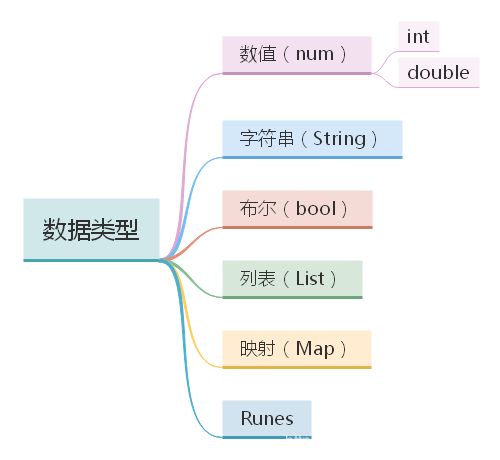 数据类型
数值（num）
int
double
字符串（String）
布尔（bool）
列表（List）
映射（Map）
Runes